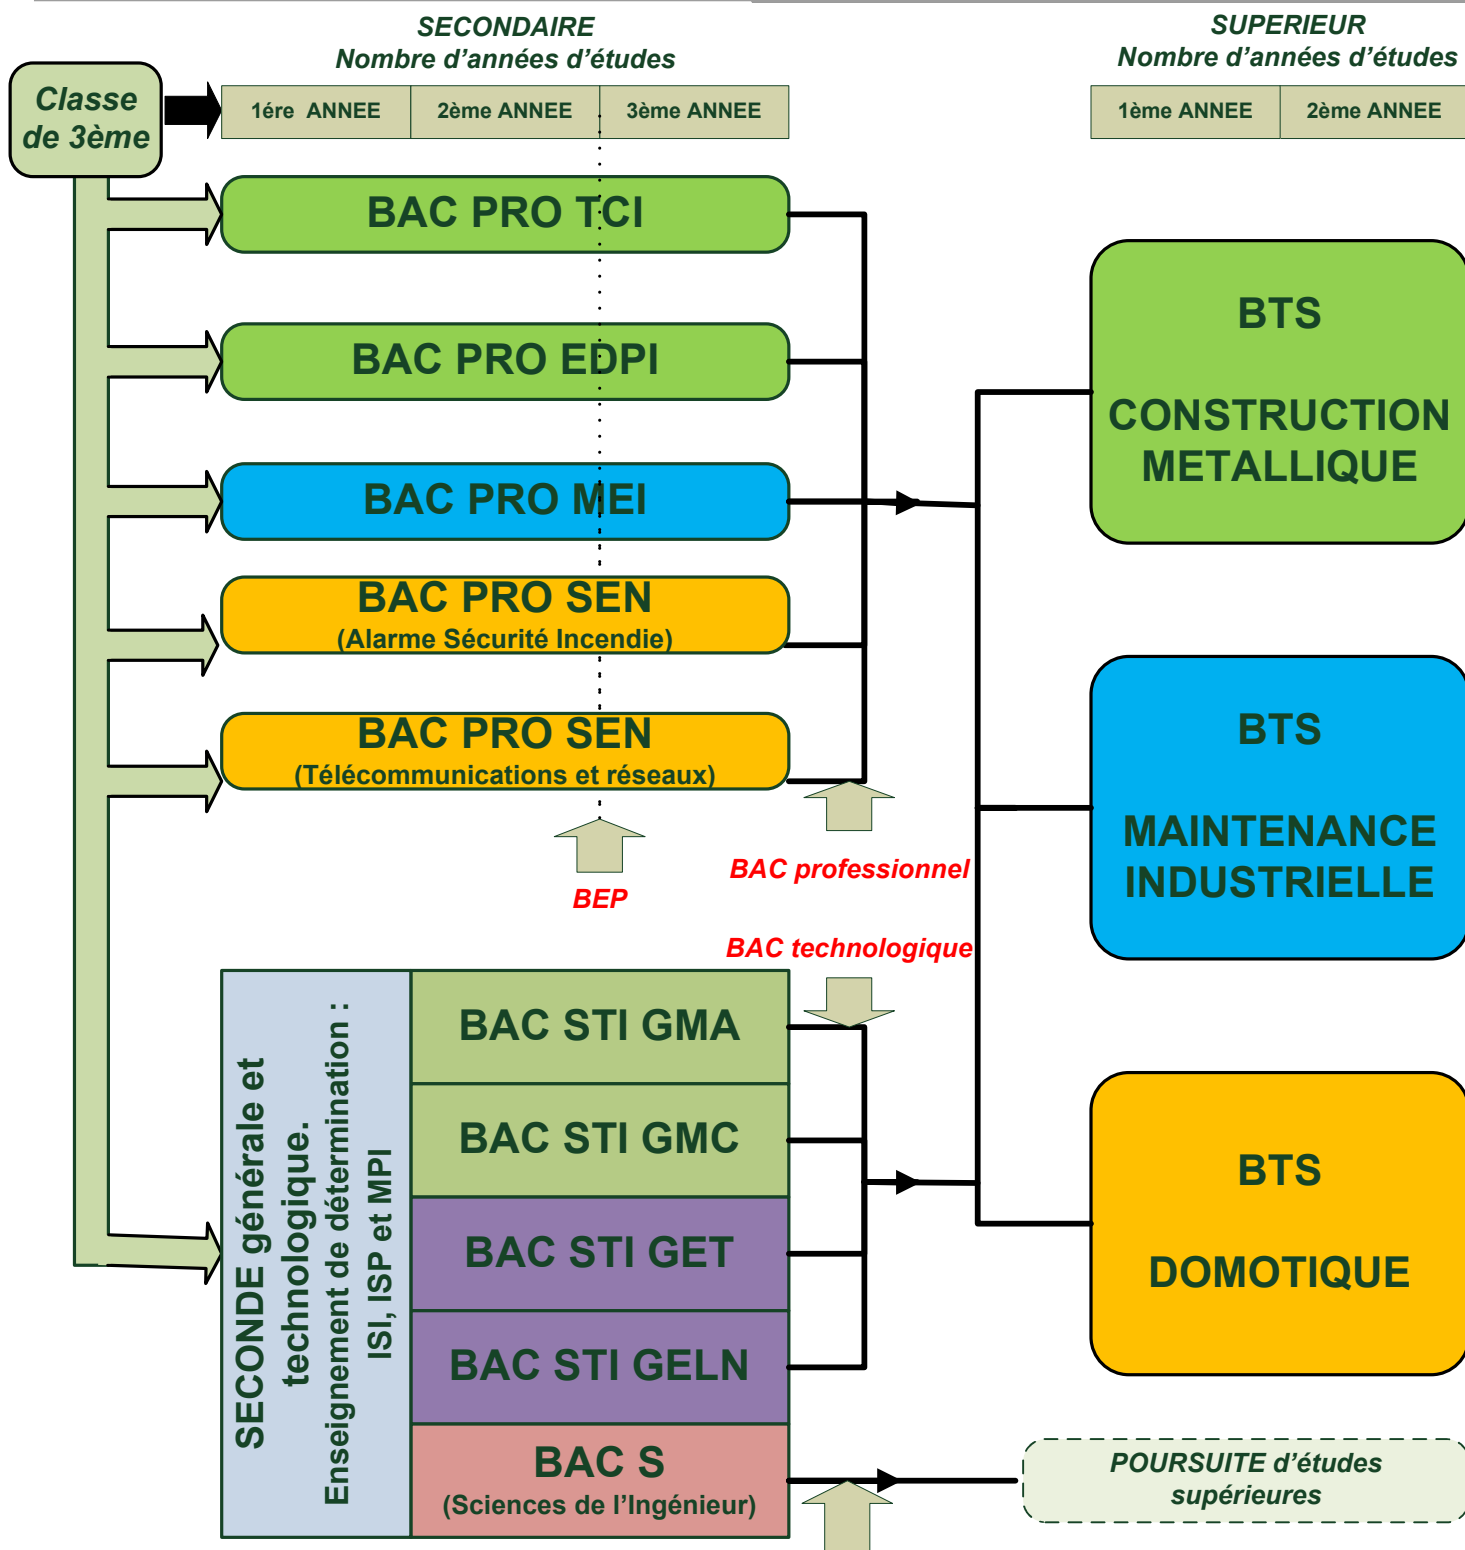 SECONDAIRE
Nombre d'années d'études
SUPERIEUR
Nombre d'années d'études
Classe
de 3ème
1ére ANNEE
2ème ANNEE
3ème ANNEE
1ème ANNEE
2ème ANNEE
BAC PRO TCI
BAC PRO EDPI
BAC PRO MEI
BAC PRO SEN
(Alarme Sécurité Incendie)
BAC PRO SEN
(Télécommunications et réseaux)
BEP
BAC professionnel
BAC technologique
SECONDE générale et
technologique.
Enseignement de détermination :
ISI, ISP et MPI
BAC STI GMA
BAC STI GMC
BAC STI GET
BAC STI GELN
BAC S
(Sciences de l'Ingénieur)
BTS
CONSTRUCTION
METALLIQUE
BTS
MAINTENANCE
INDUSTRIELLE
BTS
DOMOTIQUE
POURSUITE d'études
supérieures